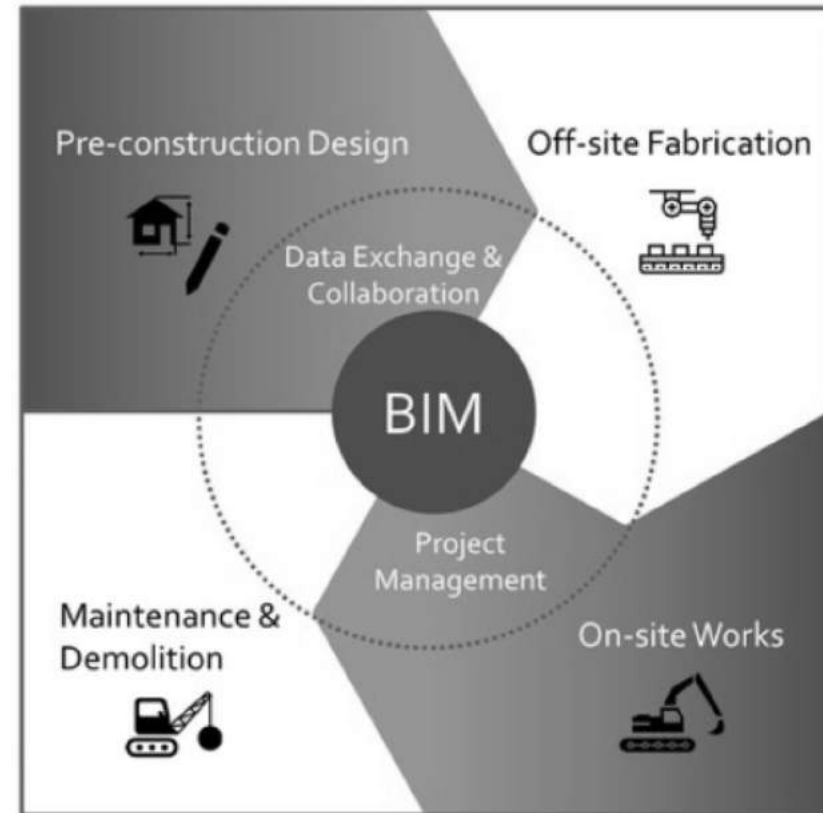 Pre-construction Design
Off-site Fabrication
Data Exchange &
Collaboration
BIM
Project
Management
Maintenance &
Demolition
On-site Works